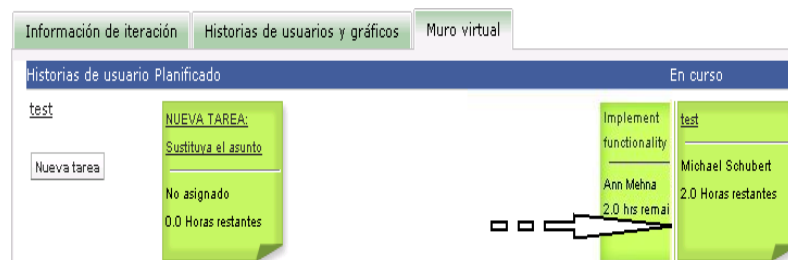 Información de iteración Historias de usuarios y gráficos Muro virtual
Historias de usuario Planificado En curso
test
Nueva tarea
NUEVA TAREA:
Sustituya el asunto
No asignado
0.0 Horas restantes
Implement
functionality
Ann Mehna
2.0 hrs remai
test
Michael Schubert
2.0 Horas restantes